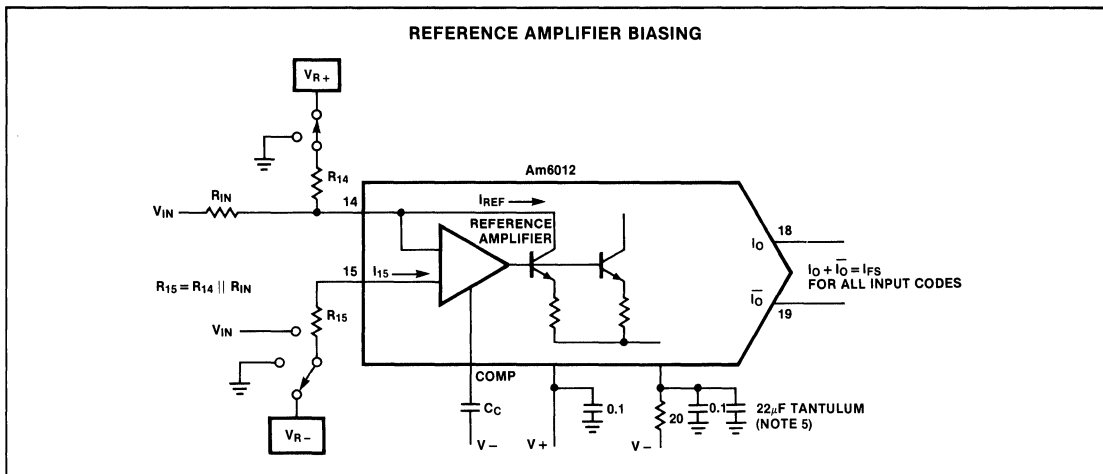 REFERENCE AMPLIFIER BIASING
VR+
Am6012
R14
RIN
VIN
14
IREF
REFERENCE
AMPLIFIER
18
IO
15
I15
IO + I̅O̅ = IFS
FOR ALL INPUT CODES
R15 = R14 || RIN
I̅O̅
19
R15
VIN
COMP
CC
0.1
20
0.1
22µF TANTULUM
(NOTE 5)
VR−
V−
V+
V−